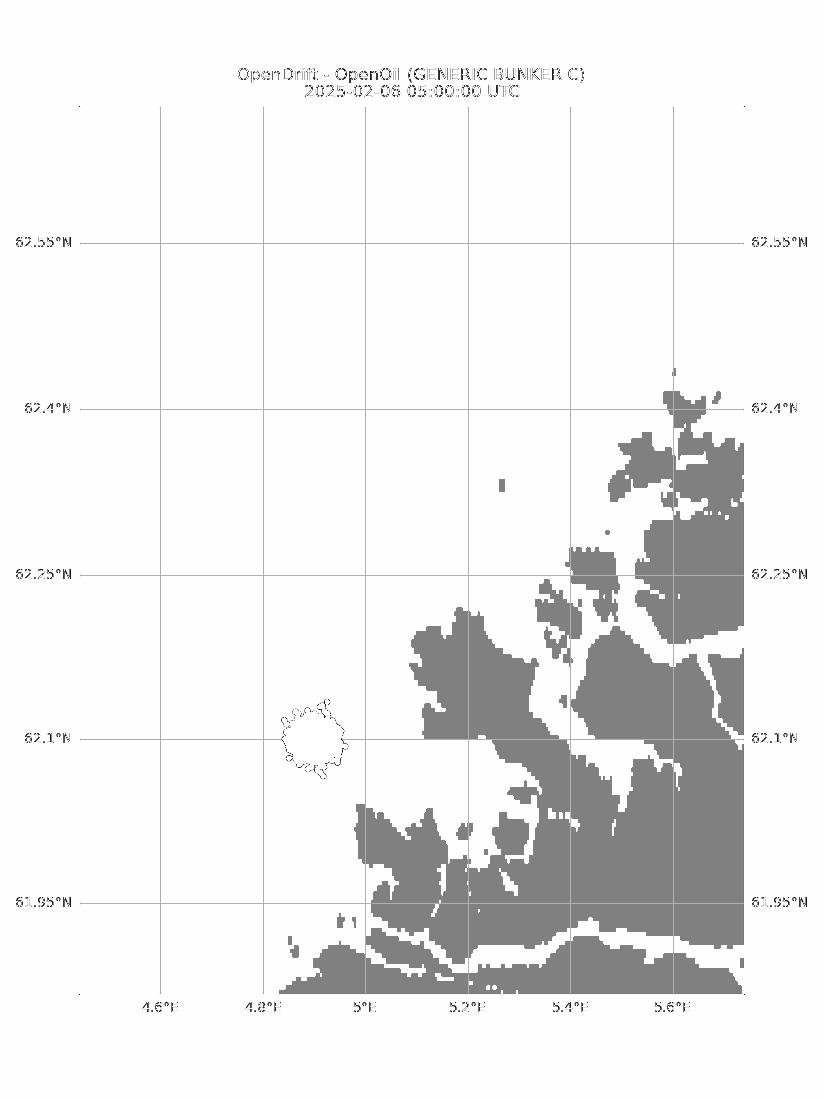 OpenDrift - OpenOil (GENERIC BUNKER C)
2025-02-06 05:00:00 UTC
62.55°N 62.55°N
62.4°N 62.4°N
62.25°N 62.25°N
62.1°N 62.1°N
61.95°N 61.95°N
4.6°E 4.8°E 5°E 5.2°E 5.4°E 5.6°E